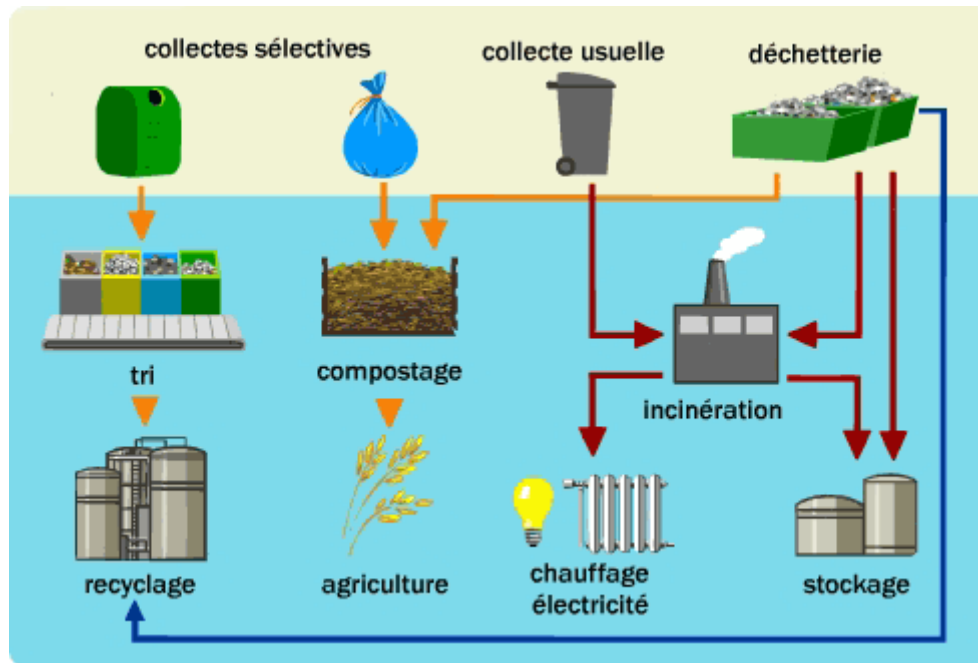 collectes sélectives
collecte usuelle
déchetterie
tri
compostage
incinération
recyclage
agriculture
chauffage
électricité
stockage